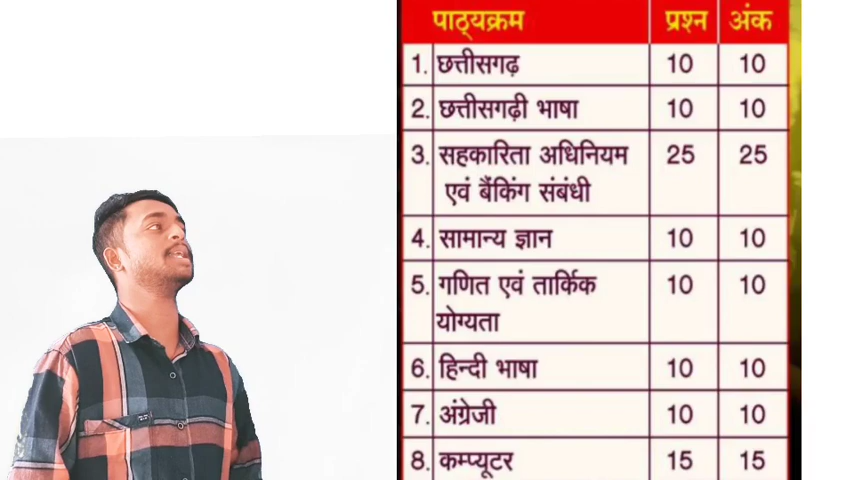 पाठ्यक्रम प्रश्न अंक
1. छत्तीसगढ़ 10 10
2. छत्तीसगढ़ी भाषा 10 10
3. सहकारिता अधिनियम 25 25
एवं बैंकिंग संबंधी
4. सामान्य ज्ञान 10 10
5. गणित एवं तार्किक 10 10
योग्यता
6. हिन्दी भाषा 10 10
7. अंग्रेजी 10 10
8. कम्प्यूटर 15 15